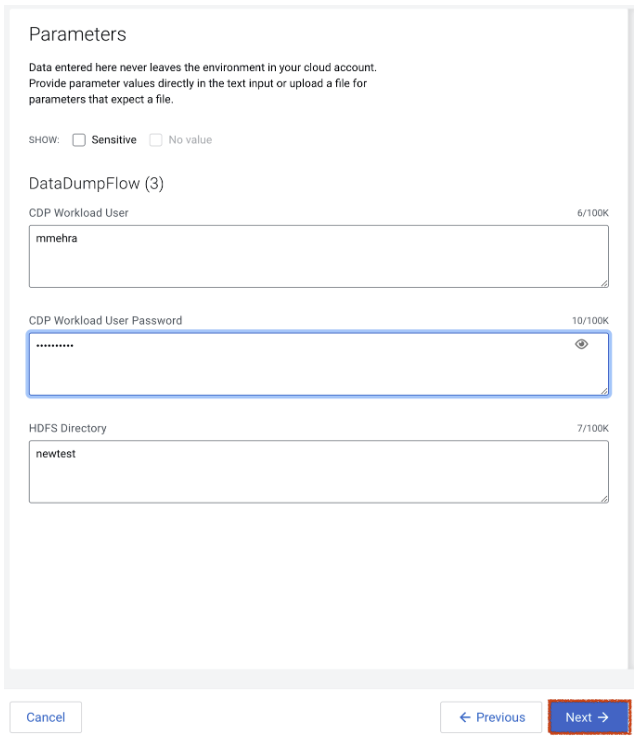 Parameters
Data entered here never leaves the environment in your cloud account.
Provide parameter values directly in the text input or upload a file for
parameters that expect a file.
SHOW: Sensitive No value
DataDumpFlow (3)
CDP Workload User 6/100K
mmehra
CDP Workload User Password 10/100K
••••••••••
HDFS Directory 7/100K
newtest
Cancel ← Previous Next →